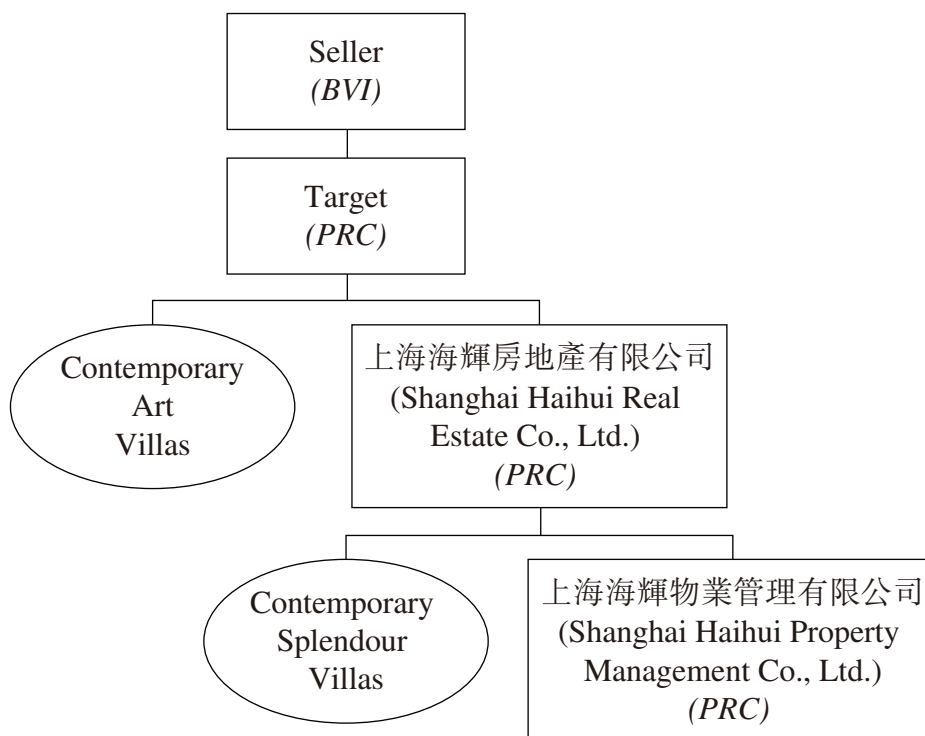 Seller
(BVI)
Target
(PRC)
Contemporary
Art
Villas
上海海輝房地產有限公司
(Shanghai Haihui Real
Estate Co., Ltd.)
(PRC)
Contemporary
Splendour
Villas
上海海輝物業管理有限公司
(Shanghai Haihui Property
Management Co., Ltd.)
(PRC)